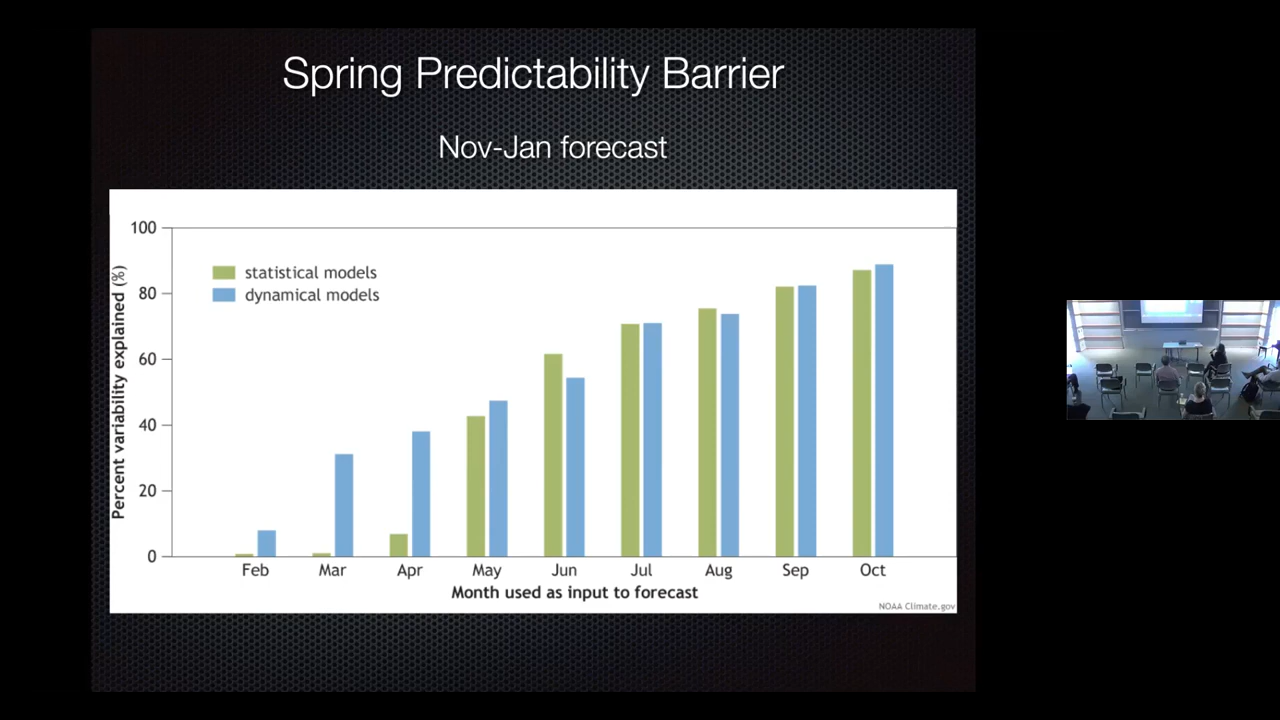 Spring Predictability Barrier
Nov-Jan forecast
100
80
60
40
20
0
Percent variability explained (%)
statistical models
dynamical models
Feb Mar Apr May Jun Jul Aug Sep Oct
Month used as input to forecast
NOAA Climate.gov